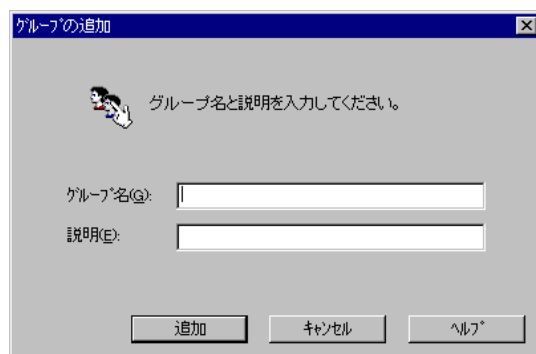 ｸﾞﾙｰﾌﾟの追加
グループ名と説明を入力してください。
ｸﾞﾙｰﾌﾟ名(G):
説明(E):
追加 ｷｬﾝｾﾙ ﾍﾙﾌﾟ